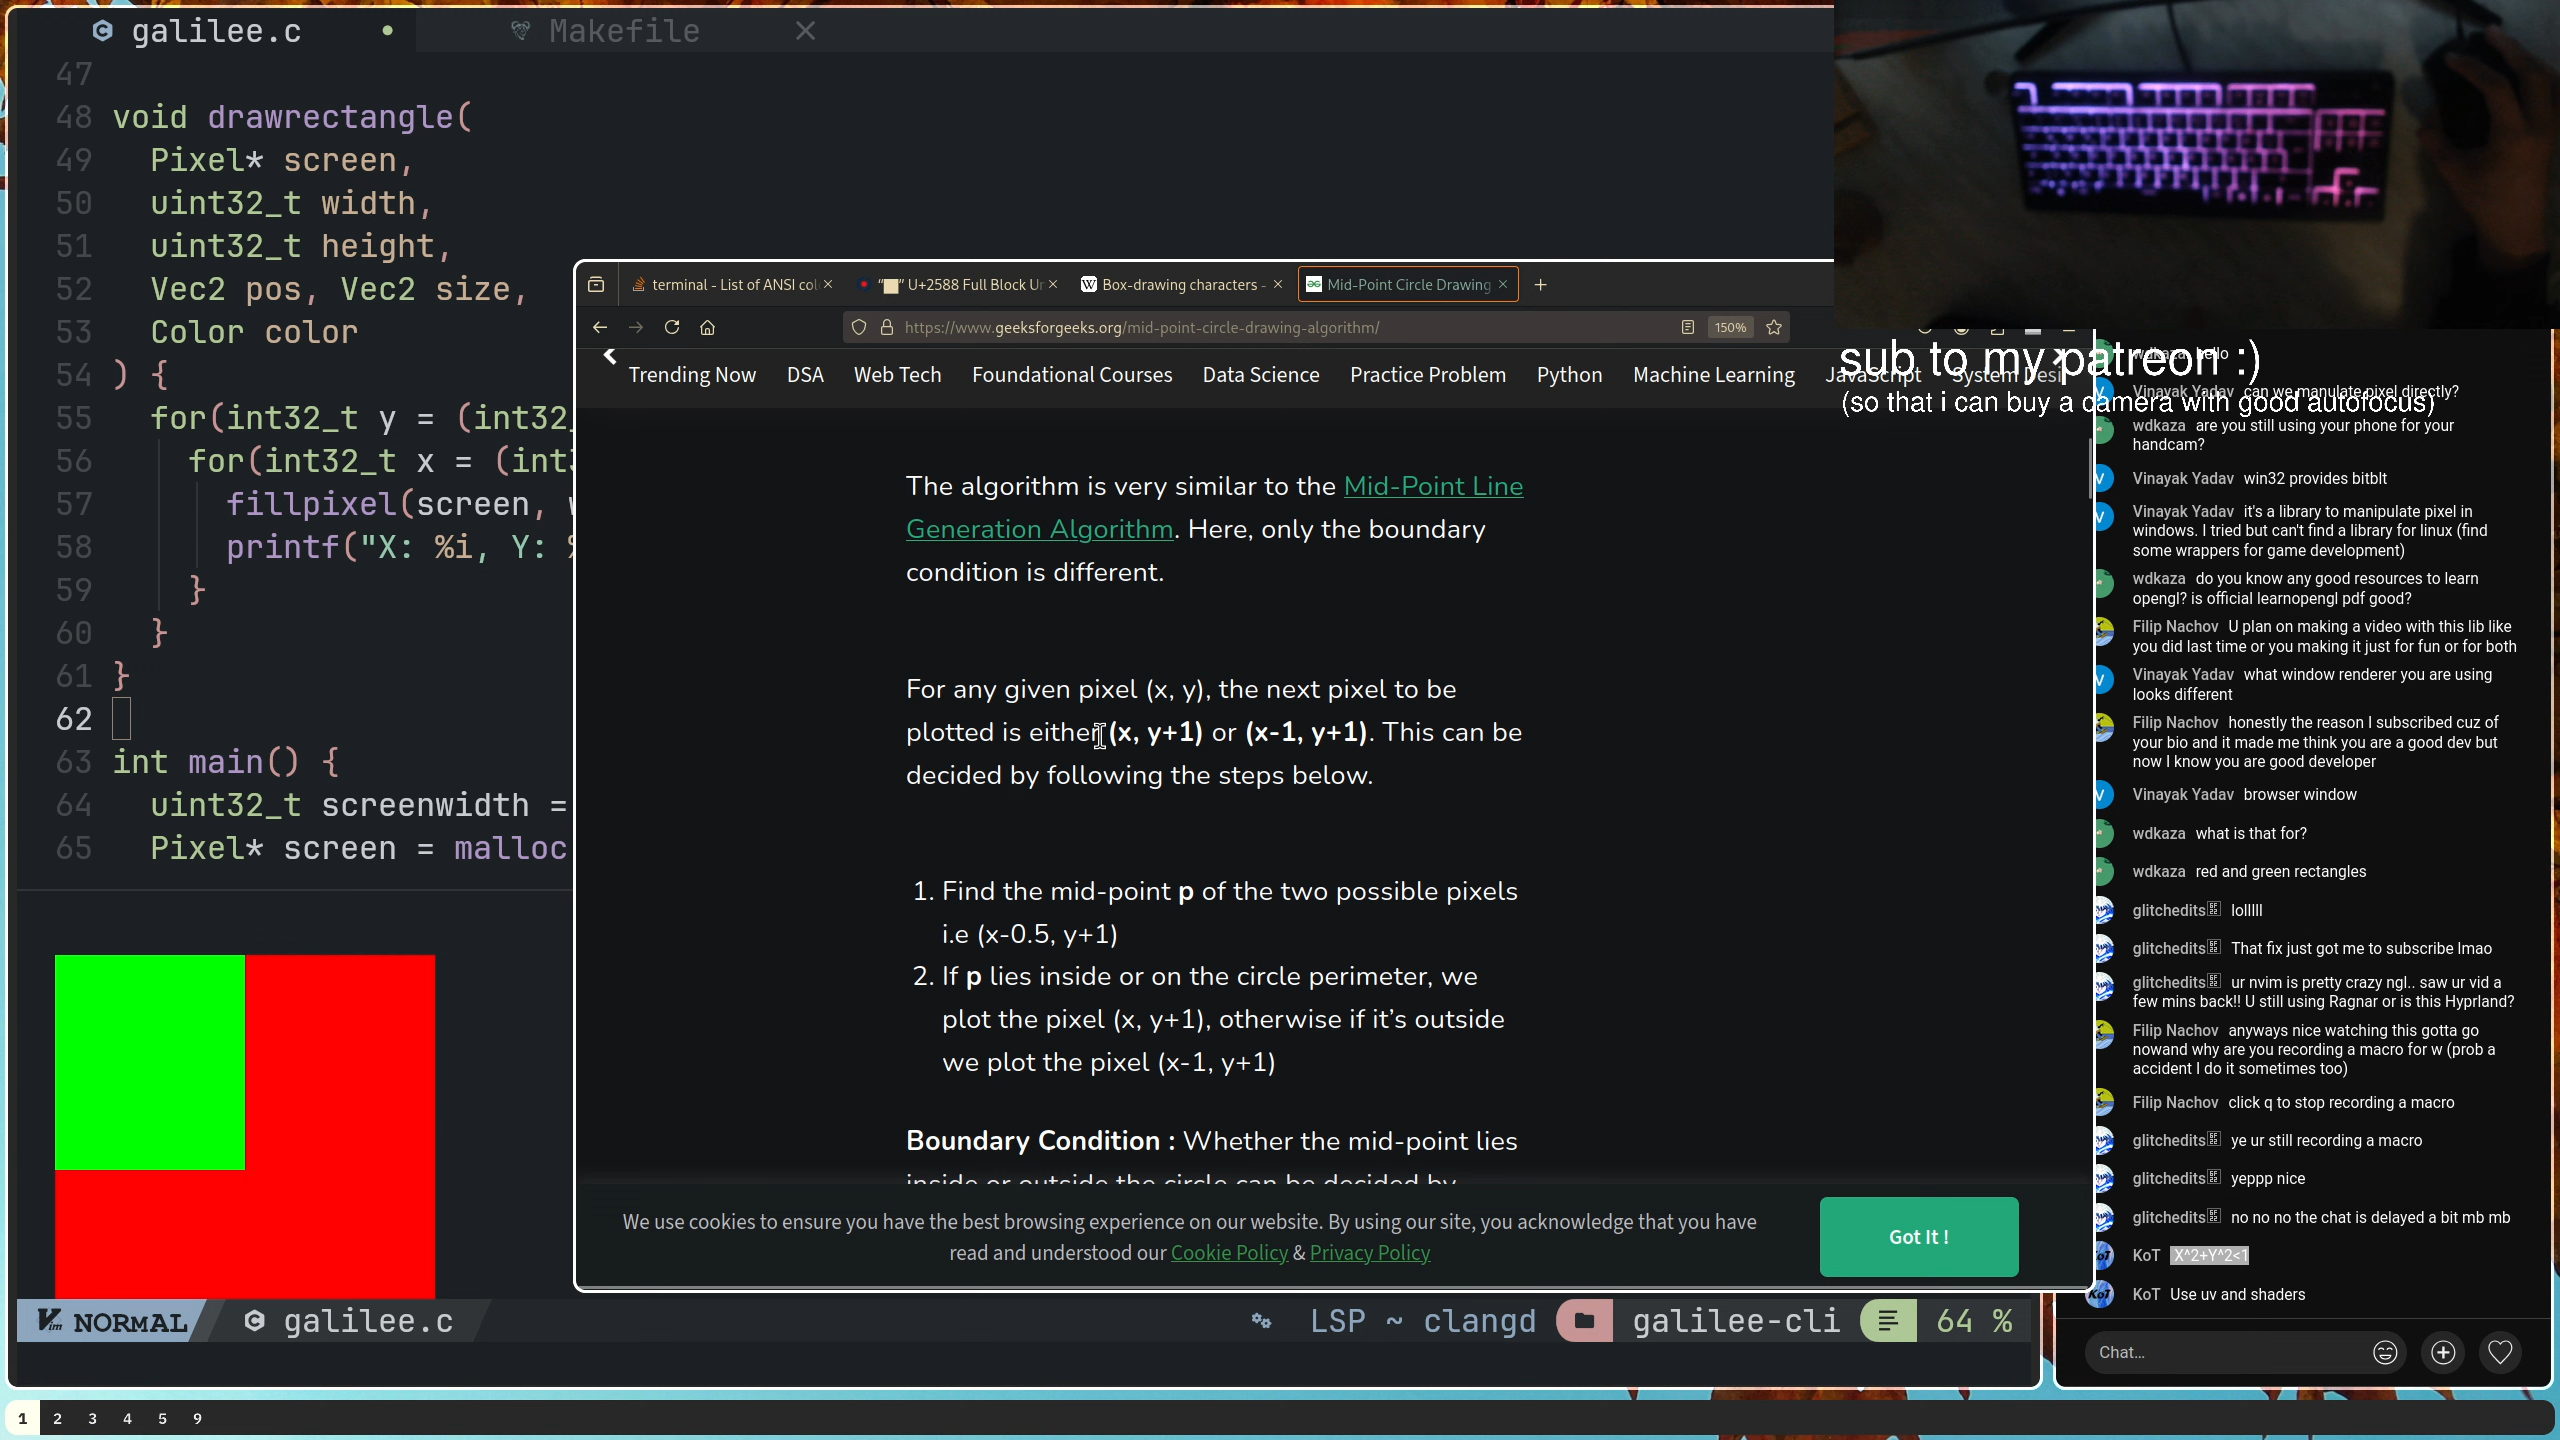 galilee.c
Makefile
47
48 void drawrectangle(
49 Pixel* screen,
50 uint32_t width,
51 uint32_t height,
52 Vec2 pos, Vec2 size,
53 Color color
54 ) {
55 for(int32_t y = (int32
56 for(int32_t x = (int
57 fillpixel(screen,
58 printf("X: %i, Y:
59 }
60 }
61 }
62
63 int main() {
64 uint32_t screenwidth =
65 Pixel* screen = malloc
NORMAL galilee.c LSP ~ clangd galilee-cli 64 %
1 2 3 4 5 9
terminal - List of ANSI col
U+2588 Full Block Un
Box-drawing characters -
Mid-Point Circle Drawing
https://www.geeksforgeeks.org/mid-point-circle-drawing-algorithm/ 150%
Trending Now DSA Web Tech Foundational Courses Data Science Practice Problem Python Machine Learning JavaScript System Desi
The algorithm is very similar to the Mid-Point Line
Generation Algorithm. Here, only the boundary
condition is different.
For any given pixel (x, y), the next pixel to be
plotted is either (x, y+1) or (x-1, y+1). This can be
decided by following the steps below.
1. Find the mid-point p of the two possible pixels
i.e (x-0.5, y+1)
2. If p lies inside or on the circle perimeter, we
plot the pixel (x, y+1), otherwise if it’s outside
we plot the pixel (x-1, y+1)
Boundary Condition : Whether the mid-point lies
inside or outside the circle can be decided by
We use cookies to ensure you have the best browsing experience on our website. By using our site, you acknowledge that you have
read and understood our Cookie Policy & Privacy Policy
Got It !
sub to my patreon :)
(so that i can buy a camera with good autofocus)
wdkaza hello
Vinayak Yadav can we manulate pixel directly?
wdkaza are you still using your phone for your
handcam?
Vinayak Yadav win32 provides bitblt
Vinayak Yadav it's a library to manipulate pixel in
windows. I tried but can't find a library for linux (find
some wrappers for game development)
wdkaza do you know any good resources to learn
opengl? is official learnopengl pdf good?
Filip Nachov U plan on making a video with this lib like
you did last time or you making it just for fun or for both
Vinayak Yadav what window renderer you are using
looks different
Filip Nachov honestly the reason I subscribed cuz of
your bio and it made me think you are a good dev but
now I know you are good developer
Vinayak Yadav browser window
wdkaza what is that for?
wdkaza red and green rectangles
glitchedits lolllll
glitchedits That fix just got me to subscribe lmao
glitchedits ur nvim is pretty crazy ngl.. saw ur vid a
few mins back!! U still using Ragnar or is this Hyprland?
Filip Nachov anyways nice watching this gotta go
nowand why are you recording a macro for w (prob a
accident I do it sometimes too)
Filip Nachov click q to stop recording a macro
glitchedits ye ur still recording a macro
glitchedits yeppp nice
glitchedits no no no the chat is delayed a bit mb mb
KoT X^2+Y^2<1
KoT Use uv and shaders
Chat...